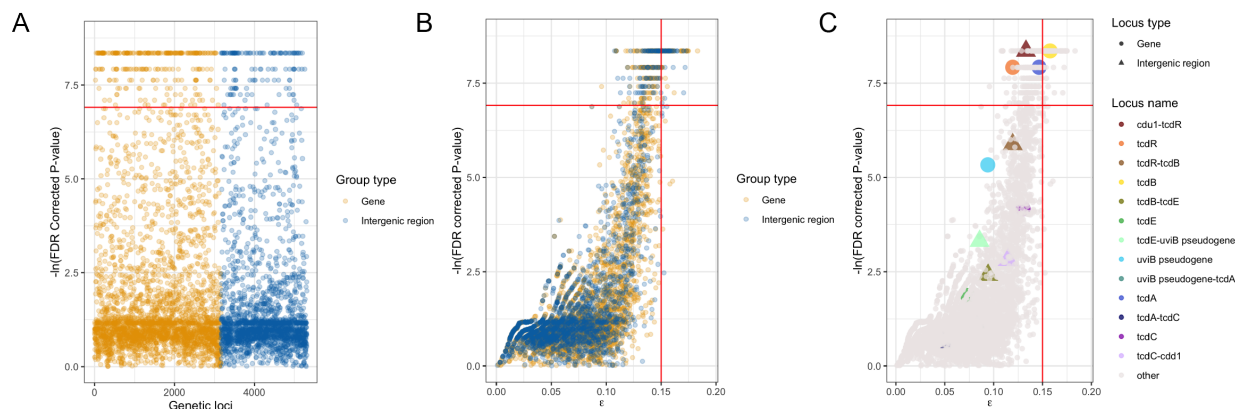 A
-ln(FDR Corrected P-value)
7.5
5.0
2.5
0.0
0
2000
4000
Genetic loci
Group type
Gene
Intergenic region
B
-ln(FDR corrected P-value)
7.5
5.0
2.5
0.0
0.00
0.05
0.10
0.15
0.20
ε
Group type
Gene
Intergenic region
C
-ln(FDR corrected P-value)
7.5
5.0
2.5
0.0
0.00
0.05
0.10
0.15
0.20
ε
Locus type
Gene
Intergenic region
Locus name
cdu1-tcdR
tcdR
tcdR-tcdB
tcdB
tcdB-tcdE
tcdE
tcdE-uviB pseudogene
uviB pseudogene
uviB pseudogene-tcdA
tcdA
tcdA-tcdC
tcdC
tcdC-cdd1
other